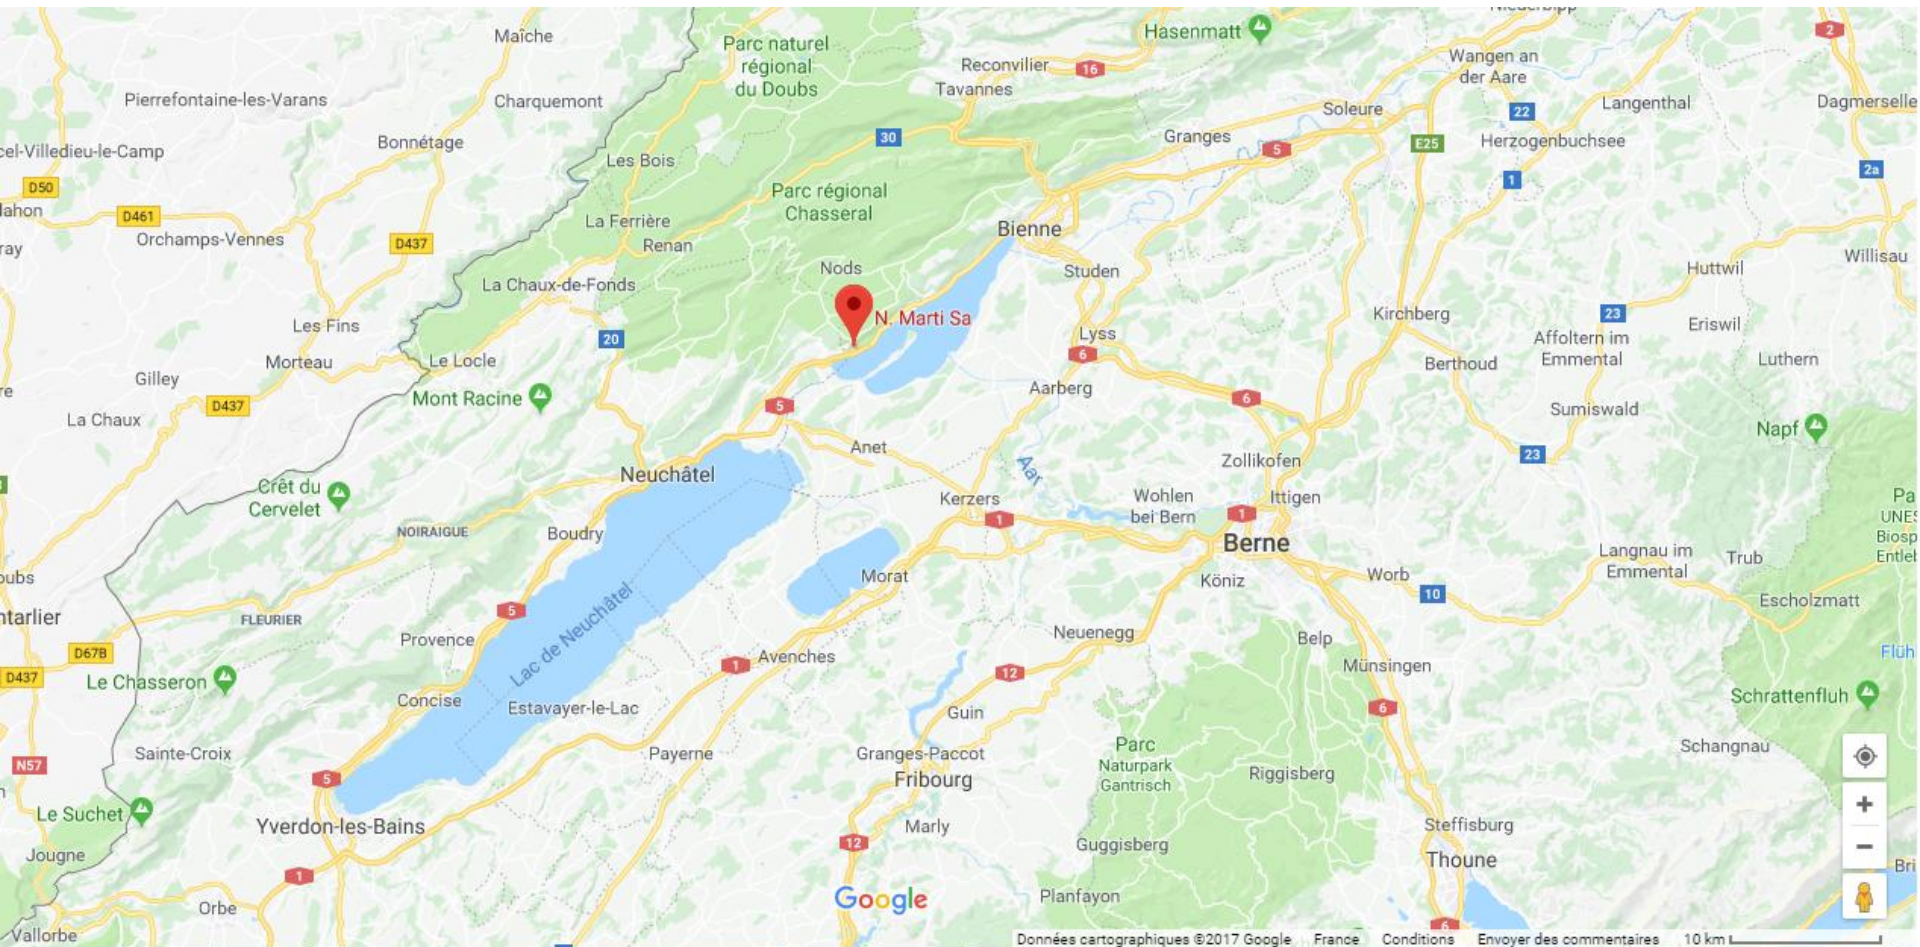 Maîche
Parc naturel
régional
du Doubs
Hasenmatt
2
Reconvilier
16
Wangen an
der Aare
Tavannes
Pierrefontaine-les-Varans
Charquemont
Soleure
22
Langenthal
Dagmerselle
Bonnétage
30
Granges
5
E25
Herzogenbuchsee
cel-Villedieu-le-Camp
Les Bois
2a
D50
Parc régional
Chasseral
1
D461
La Ferrière
Bienne
Orchamps-Vennes
D437
Renan
Nods
Studen
Huttwil
Willisau
La Chaux-de-Fonds
N. Marti Sa
Kirchberg
23
Les Fins
20
Lyss
Affoltern im
Emmental
Eriswil
Morteau
Le Locle
6
Berthoud
Luthern
Gilley
Mont Racine
Aarberg
6
D437
5
Sumiswald
La Chaux
Napf
Anet
23
Neuchâtel
Aar
Zollikofen
Crêt du
Cervelet
Kerzers
Wohlen
bei Bern
Ittigen
1
1
NOIRAIGUE
Boudry
Berne
Langnau im
Emmental
Trub
Morat
Köniz
Worb
10
FLEURIER
5
Lac de Neuchâtel
Escholzmatt
ntarlier
Provence
Neuenegg
Belp
D67B
1
Avenches
12
Münsingen
D437
Le Chasseron
Concise
Estavayer-le-Lac
Guin
6
Schrattenfluh
Sainte-Croix
Payerne
Granges-Paccot
Parc
Naturpark
Gantrisch
Schangnau
N57
5
Fribourg
Riggisberg
Le Suchet
Yverdon-les-Bains
Marly
12
Guggisberg
Steffisburg
Jougne
Thoune
1
Google
Planfayon
Orbe
6
Vallorbe
Données cartographiques ©2017 Google France Conditions Envoyer des commentaires 10 km